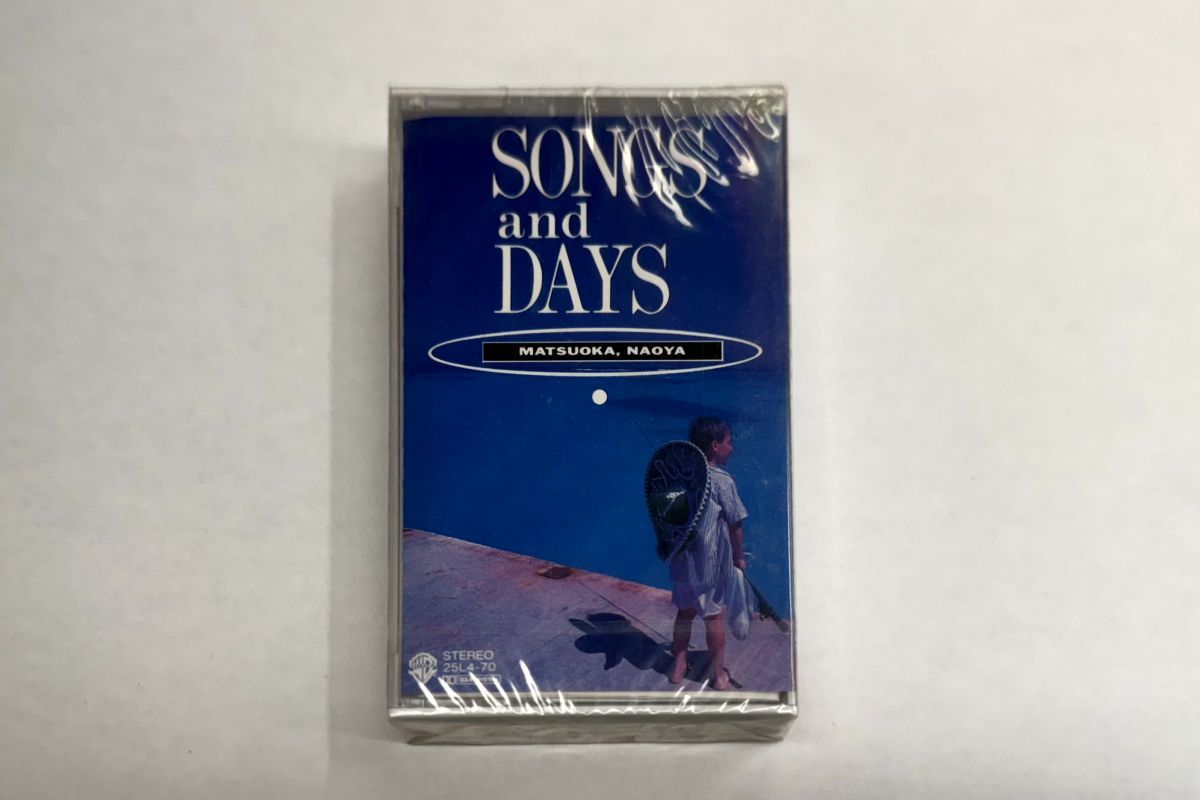 SONGS
and
DAYS
MATSUOKA, NAOYA
STEREO
25L4-70